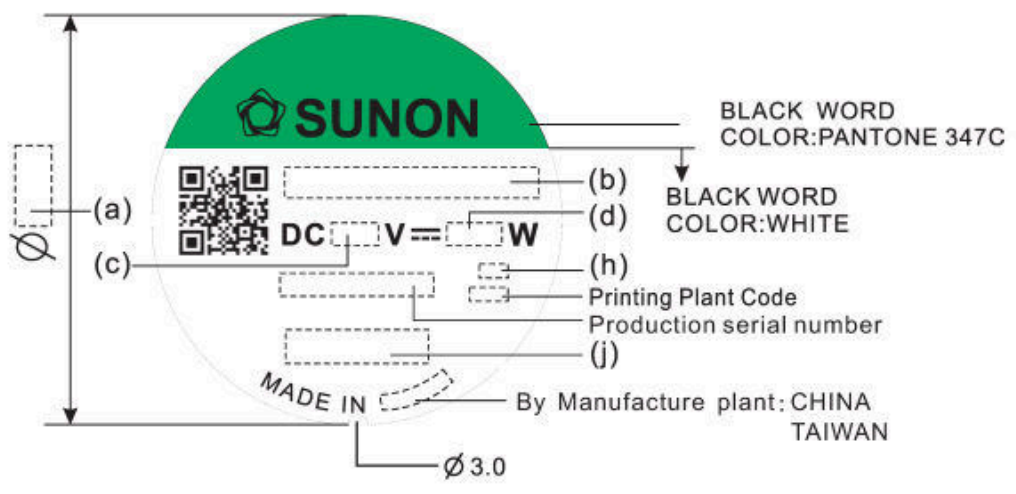 SUNON
BLACK WORD
COLOR:PANTONE 347C
(b)
BLACK WORD
COLOR:WHITE
(a)
Ø
DC V⎓ W
(d)
(c)
(h)
Printing Plant Code
Production serial number
(j)
MADE IN
By Manufacture plant: CHINA
TAIWAN
Ø 3.0